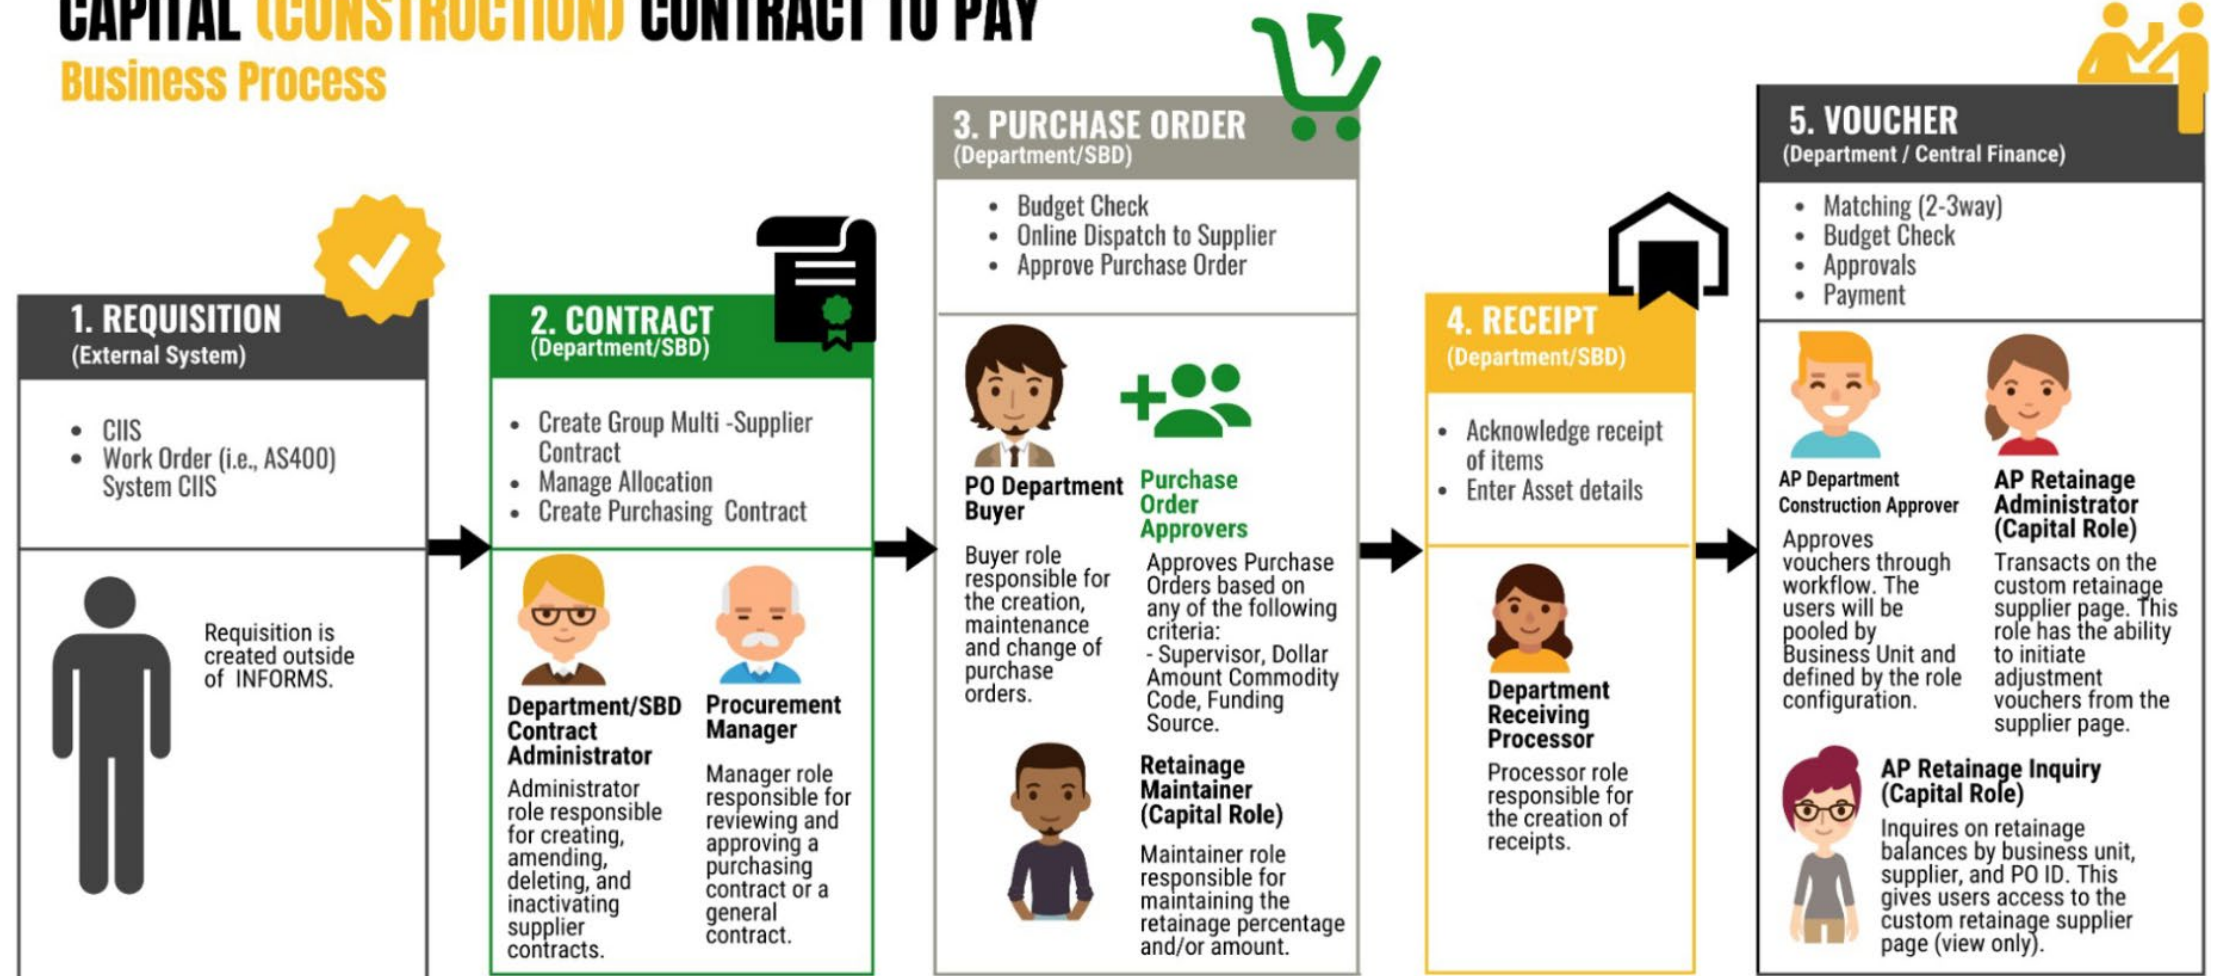 CAPITAL (CONSTRUCTION) CONTRACT TO PAY
Business Process
1. REQUISITION
(External System)
• CIIS
• Work Order (i.e., AS400)
System CIIS
Requisition is
created outside
of INFORMS.
2. CONTRACT
(Department/SBD)
• Create Group Multi -Supplier
Contract
• Manage Allocation
• Create Purchasing Contract
Department/SBD
Contract
Administrator
Administrator
role responsible
for creating,
amending,
deleting, and
inactivating
supplier
contracts.
Procurement
Manager
Manager role
responsible for
reviewing and
approving a
purchasing
contract or a
general
contract.
3. PURCHASE ORDER
(Department/SBD)
• Budget Check
• Online Dispatch to Supplier
• Approve Purchase Order
PO Department
Buyer
Buyer role
responsible for
the creation,
maintenance
and change of
purchase
orders.
Purchase
Order
Approvers
Approves Purchase
Orders based on
any of the following
criteria:
- Supervisor, Dollar
Amount Commodity
Code, Funding
Source.
Retainage
Maintainer
(Capital Role)
Maintainer role
responsible for
maintaining the
retainage percentage
and/or amount.
4. RECEIPT
(Department/SBD)
• Acknowledge receipt
of items
• Enter Asset details
Department
Receiving
Processor
Processor role
responsible for
the creation of
receipts.
5. VOUCHER
(Department / Central Finance)
• Matching (2-3way)
• Budget Check
• Approvals
• Payment
AP Department
Construction Approver
Approves
vouchers through
workflow. The
users will be
pooled by
Business Unit and
defined by the role
configuration.
AP Retainage
Administrator
(Capital Role)
Transacts on the
custom retainage
supplier page. This
role has the ability
to initiate
adjustment
vouchers from the
supplier page.
AP Retainage Inquiry
(Capital Role)
Inquires on retainage
balances by business unit,
supplier, and PO ID. This
gives users access to the
custom retainage supplier
page (view only).